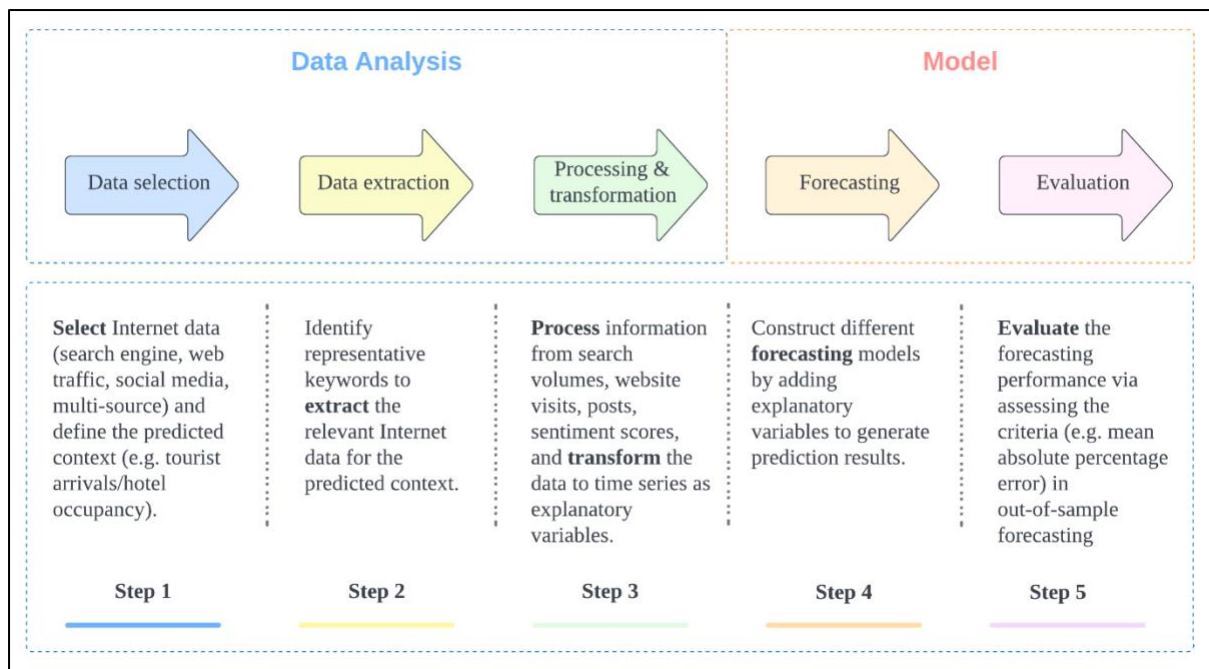 Data Analysis
Model
Data selection
Data extraction
Processing &
transformation
Forecasting
Evaluation
Select Internet data
(search engine, web
traffic, social media,
multi-source) and
define the predicted
context (e.g. tourist
arrivals/hotel
occupancy).
Identify
representative
keywords to
extract the
relevant Internet
data for the
predicted context.
Process information
from search
volumes, website
visits, posts,
sentiment scores,
and transform the
data to time series as
explanatory
variables.
Construct different
forecasting models
by adding
explanatory
variables to generate
prediction results.
Evaluate the
forecasting
performance via
assessing the
criteria (e.g. mean
absolute percentage
error) in
out-of-sample
forecasting
Step 1
Step 2
Step 3
Step 4
Step 5